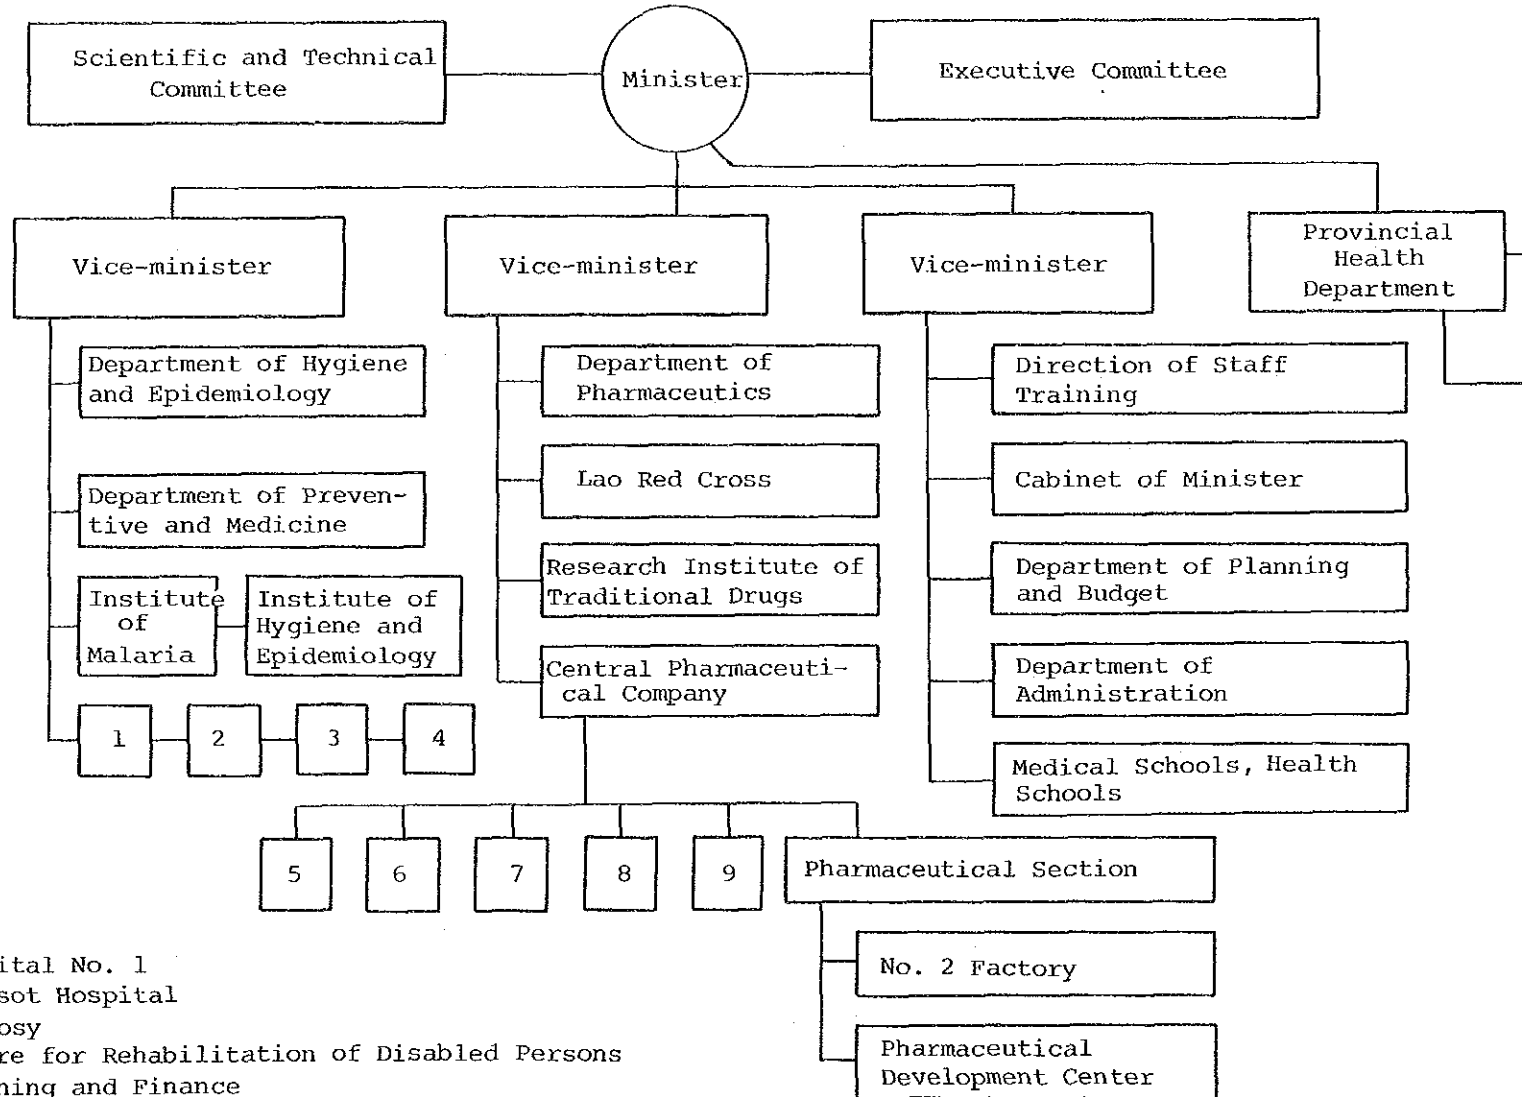 Scientific and Technical
Committee
Minister
Executive Committee
Vice-minister
Vice-minister
Vice-minister
Provincial
Health
Department
Department of Hygiene
and Epidemiology
Department of Preven-
tive and Medicine
Institute
of
Malaria
Institute of
Hygiene and
Epidemiology
1
2
3
4
Department of
Pharmaceutics
Lao Red Cross
Research Institute of
Traditional Drugs
Central Pharmaceuti-
cal Company
Direction of Staff
Training
Cabinet of Minister
Department of Planning
and Budget
Department of
Administration
Medical Schools, Health
Schools
5
6
7
8
9
Pharmaceutical Section
No. 2 Factory
Pharmaceutical
Development Center
ital No. 1
sot Hospital
osy
re for Rehabilitation of Disabled Persons
ning and Finance